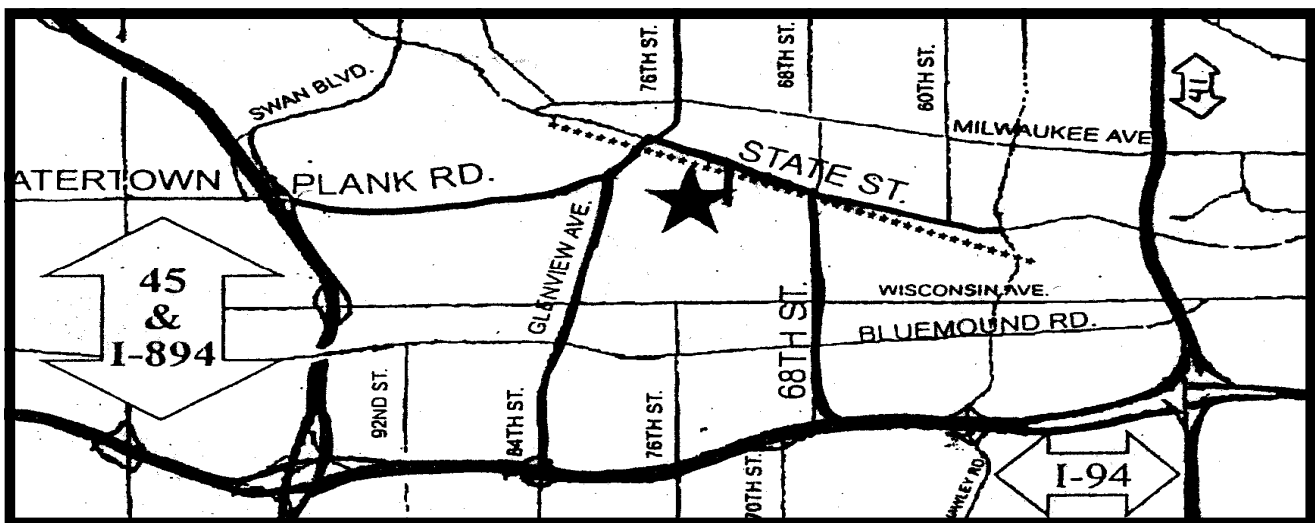 76TH ST.
68TH ST.
60TH ST.
41
SWAN BLVD.
MILWAUKEE AVE
STATE ST.
ATERTOWN PLANK RD.
GLENVIEW AVE.
45
&
I-894
WISCONSIN AVE.
BLUEMOUND RD.
68TH ST.
92ND ST.
84TH ST.
76TH ST.
70TH ST.
I-94